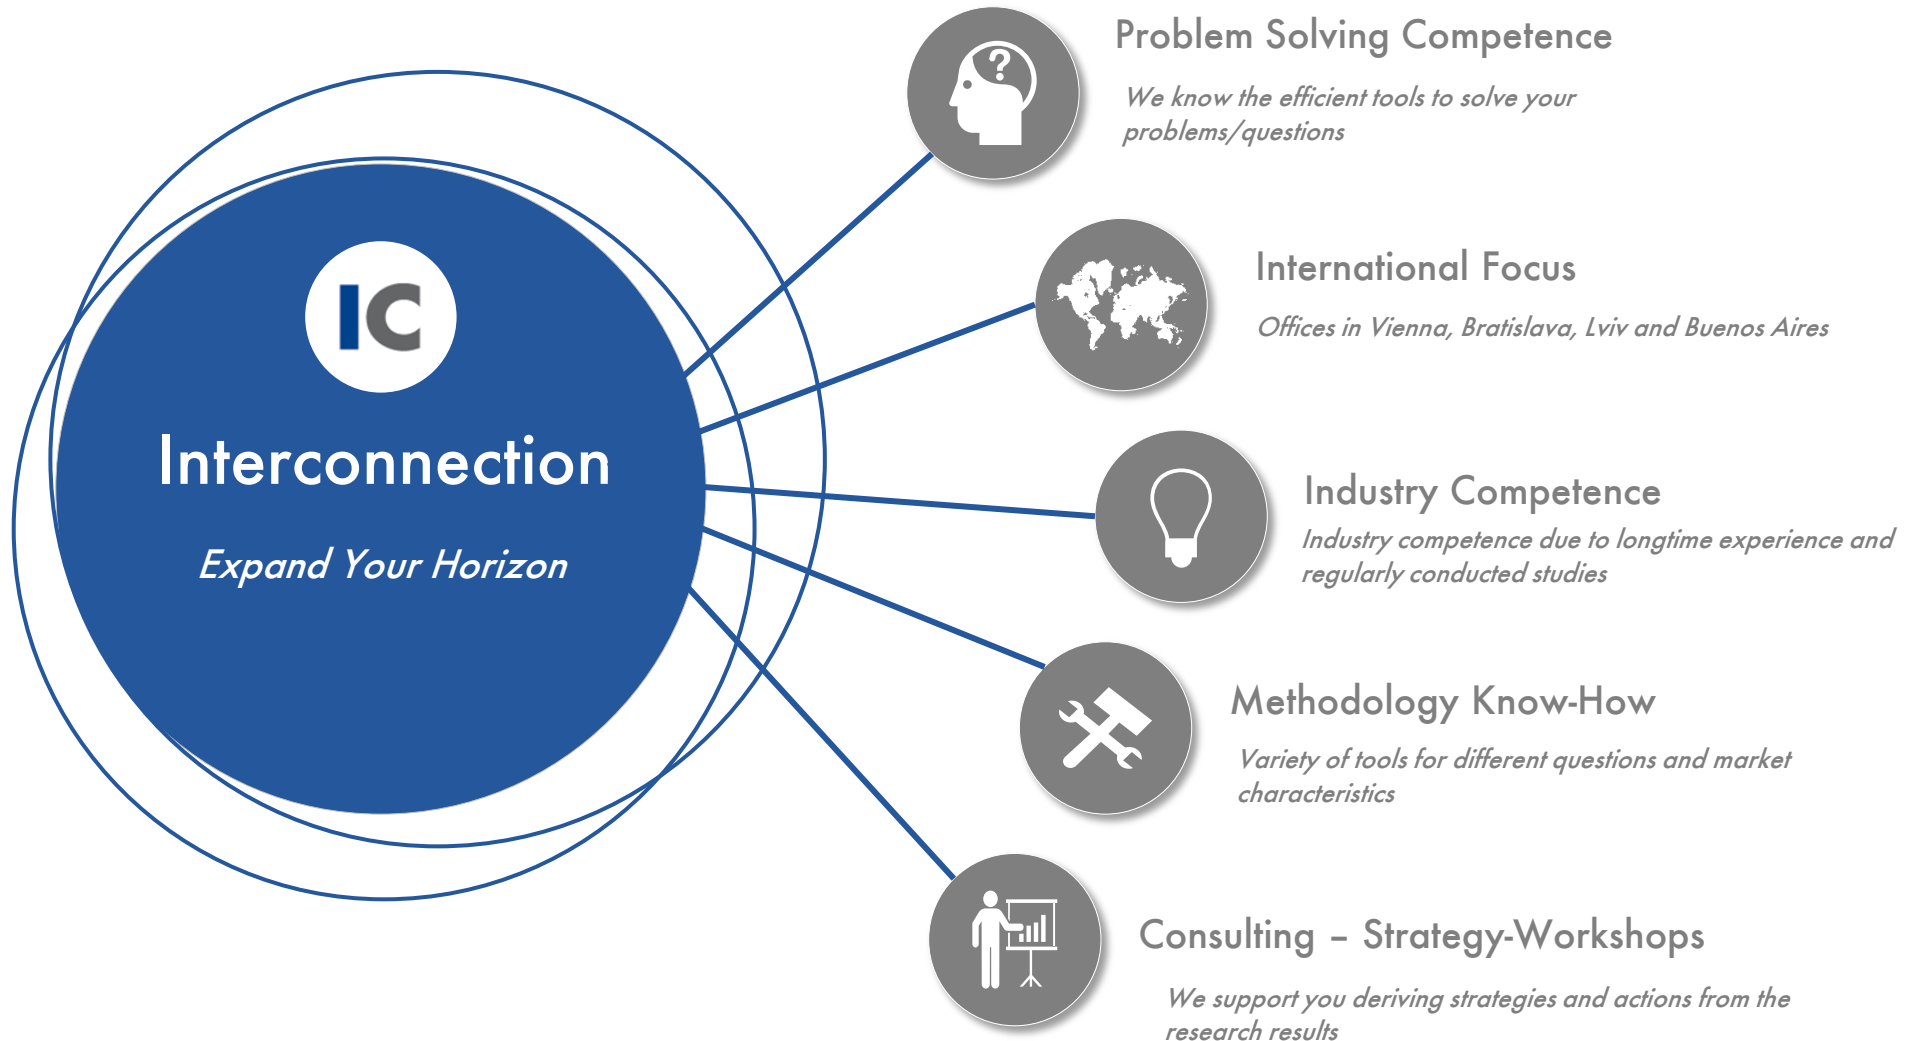 IC
Interconnection
Expand Your Horizon
Problem Solving Competence
We know the efficient tools to solve your
problems/questions
?
International Focus
Offices in Vienna, Bratislava, Lviv and Buenos Aires
Industry Competence
Industry competence due to longtime experience and
regularly conducted studies
Methodology Know-How
Variety of tools for different questions and market
characteristics
Consulting – Strategy-Workshops
We support you deriving strategies and actions from the
research results